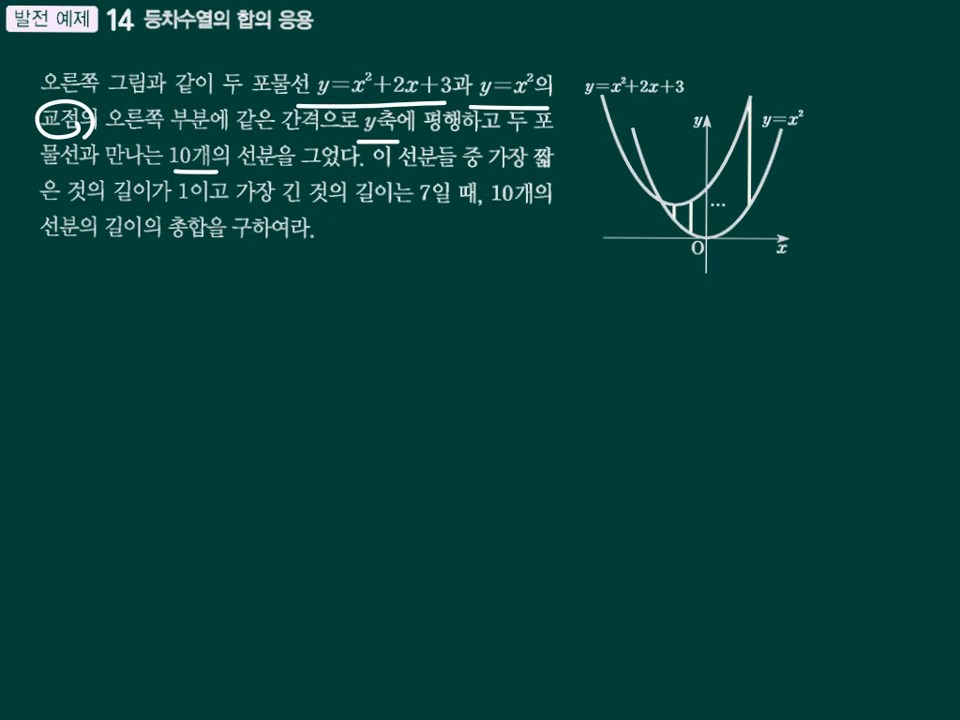 발전 예제 14 등차수열의 합의 응용
오른쪽 그림과 같이 두 포물선 y=x²+2x+3과 y=x²의
교점의 오른쪽 부분에 같은 간격으로 y축에 평행하고 두 포
물선과 만나는 10개의 선분을 그었다. 이 선분들 중 가장 짧
은 것의 길이가 1이고 가장 긴 것의 길이는 7일 때, 10개의
선분의 길이의 총합을 구하여라.
y=x²+2x+3
y
y=x²
...
O
x